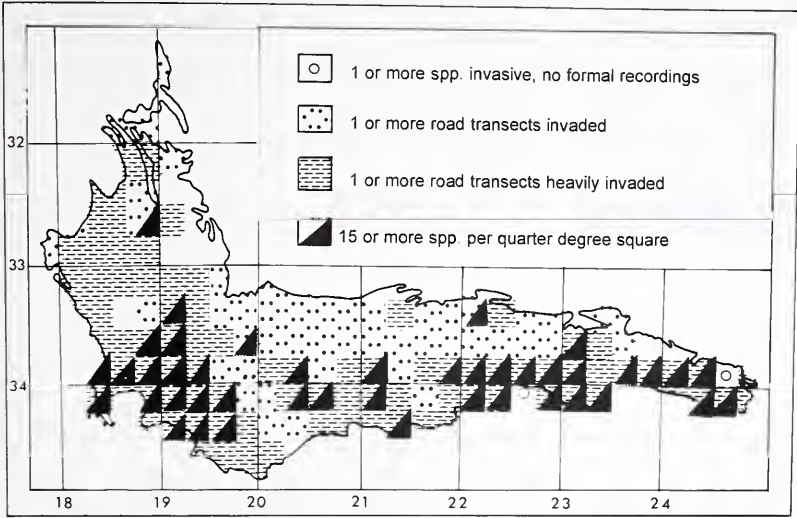 1 or more spp. invasive, no formal recordings
1 or more road transects invaded
1 or more road transects heavily invaded
15 or more spp. per quarter degree square
32
33
34
18 19 20 21 22 23 24